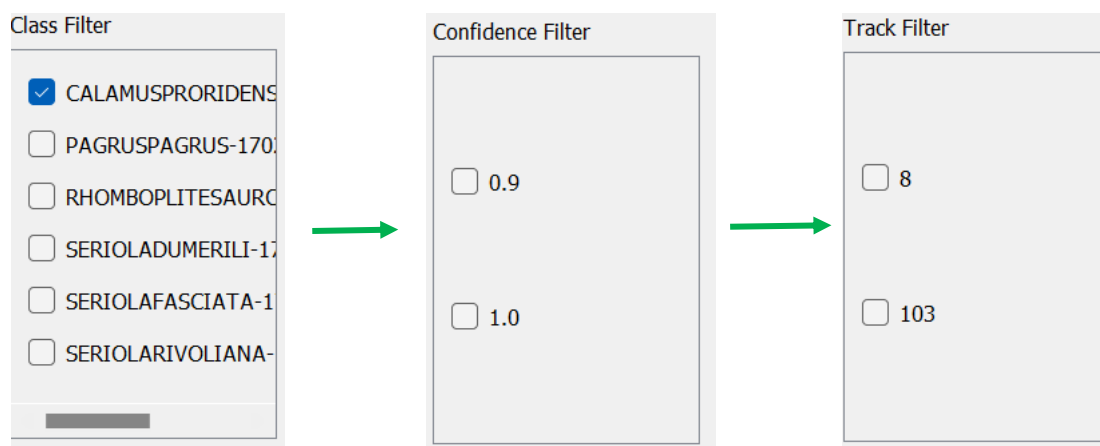 Class Filter
CALAMUSPRORIDENS
PAGRUSPAGRUS-170
RHOMBOPLITESAURO
SERIOLADUMERILI-17
SERIOLAFASCIATA-1
SERIOLARIVOLIANA-
Confidence Filter
0.9
1.0
Track Filter
8
103